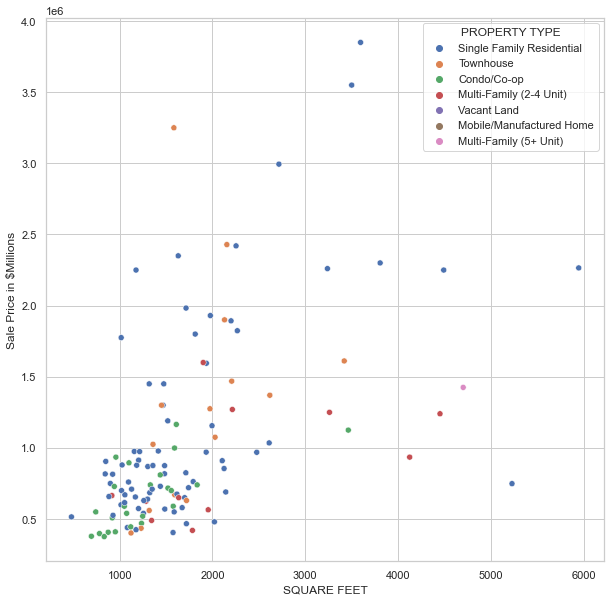 1e6
4.0
3.5
3.0
2.5
2.0
1.5
1.0
0.5
Sale Price in $Millions
PROPERTY TYPE
Single Family Residential
Townhouse
Condo/Co-op
Multi-Family (2-4 Unit)
Vacant Land
Mobile/Manufactured Home
Multi-Family (5+ Unit)
1000 2000 3000 4000 5000 6000
SQUARE FEET